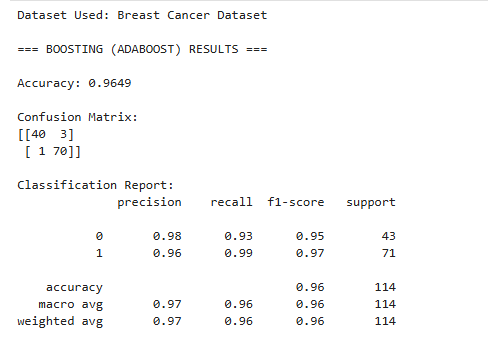 Dataset Used: Breast Cancer Dataset
=== BOOSTING (ADABOOST) RESULTS ===
Accuracy: 0.9649
Confusion Matrix:
[[40  3]
 [ 1 70]]
Classification Report:
              precision    recall  f1-score   support
           0       0.98      0.93      0.95        43
           1       0.96      0.99      0.97        71
    accuracy                           0.96       114
   macro avg       0.97      0.96      0.96       114
weighted avg       0.97      0.96      0.96       114